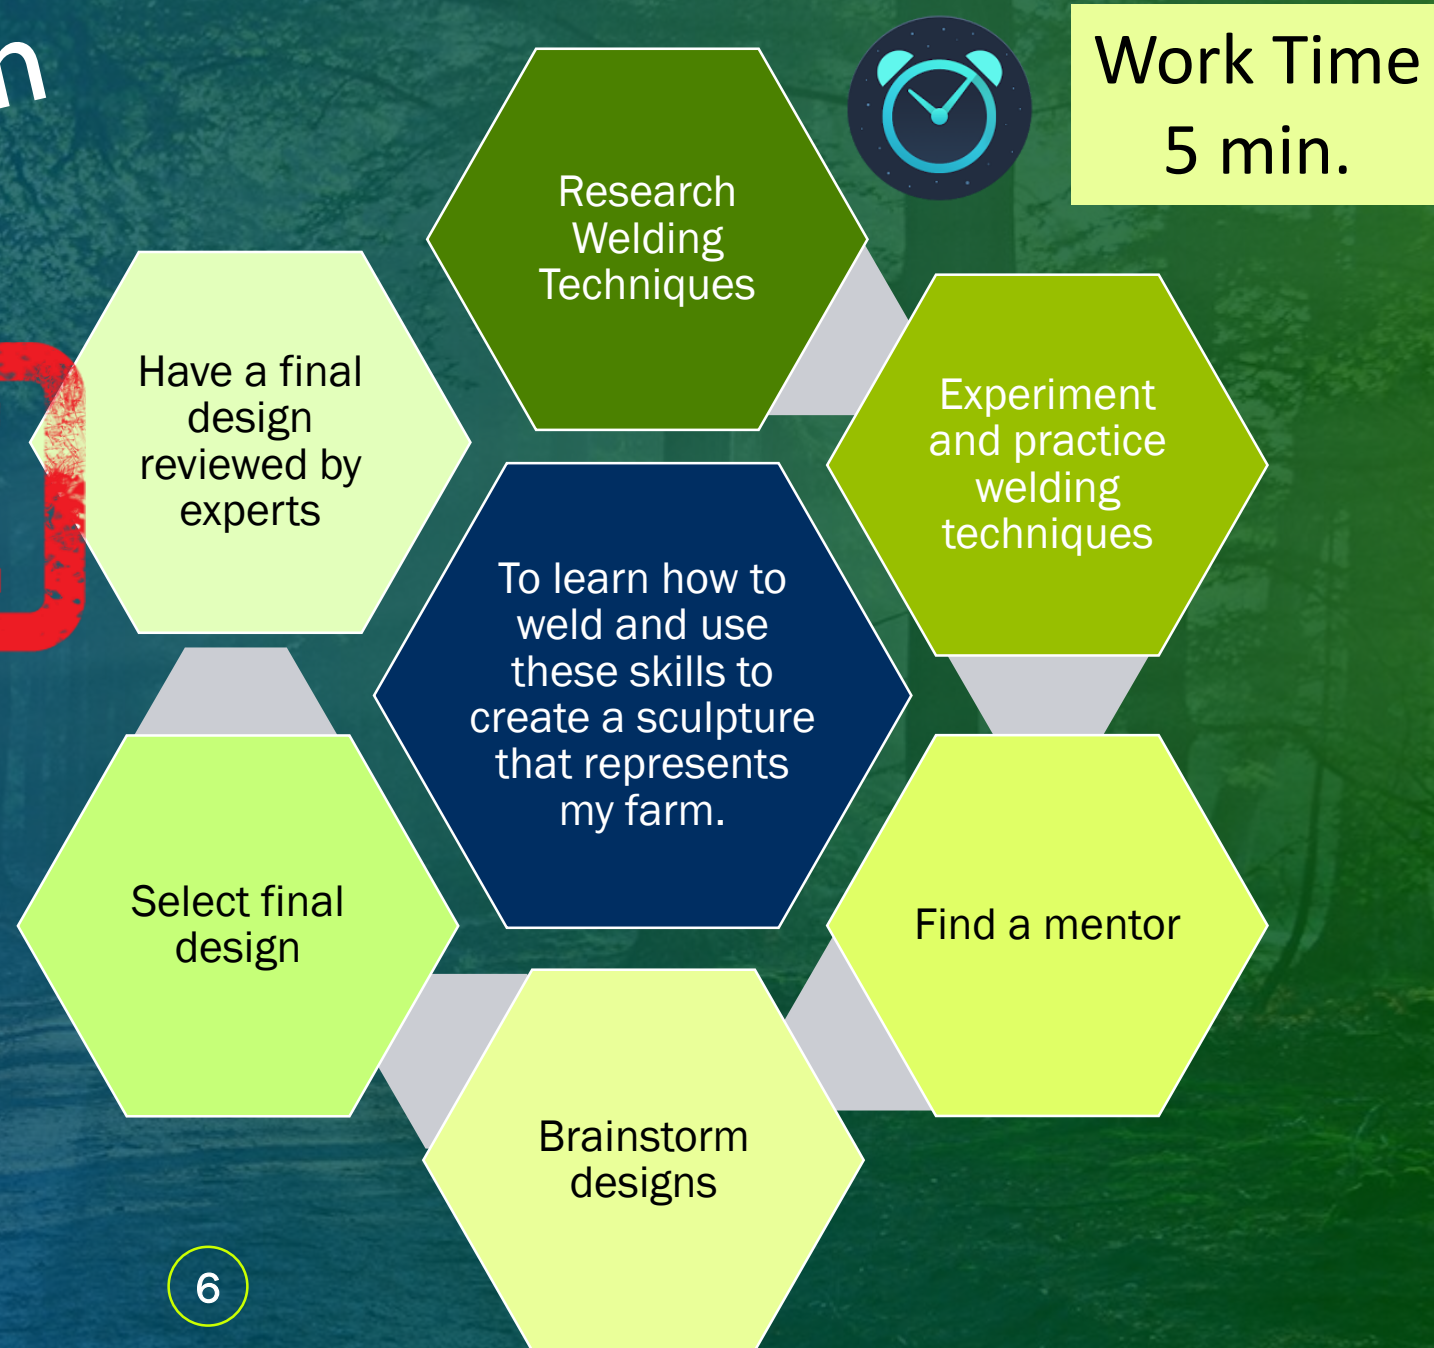 Work Time
5 min.
Research
Welding
Techniques
Experiment
and practice
welding
techniques
Find a mentor
Brainstorm
designs
Select final
design
Have a final
design
reviewed by
experts
To learn how to
weld and use
these skills to
create a sculpture
that represents
my farm.
6